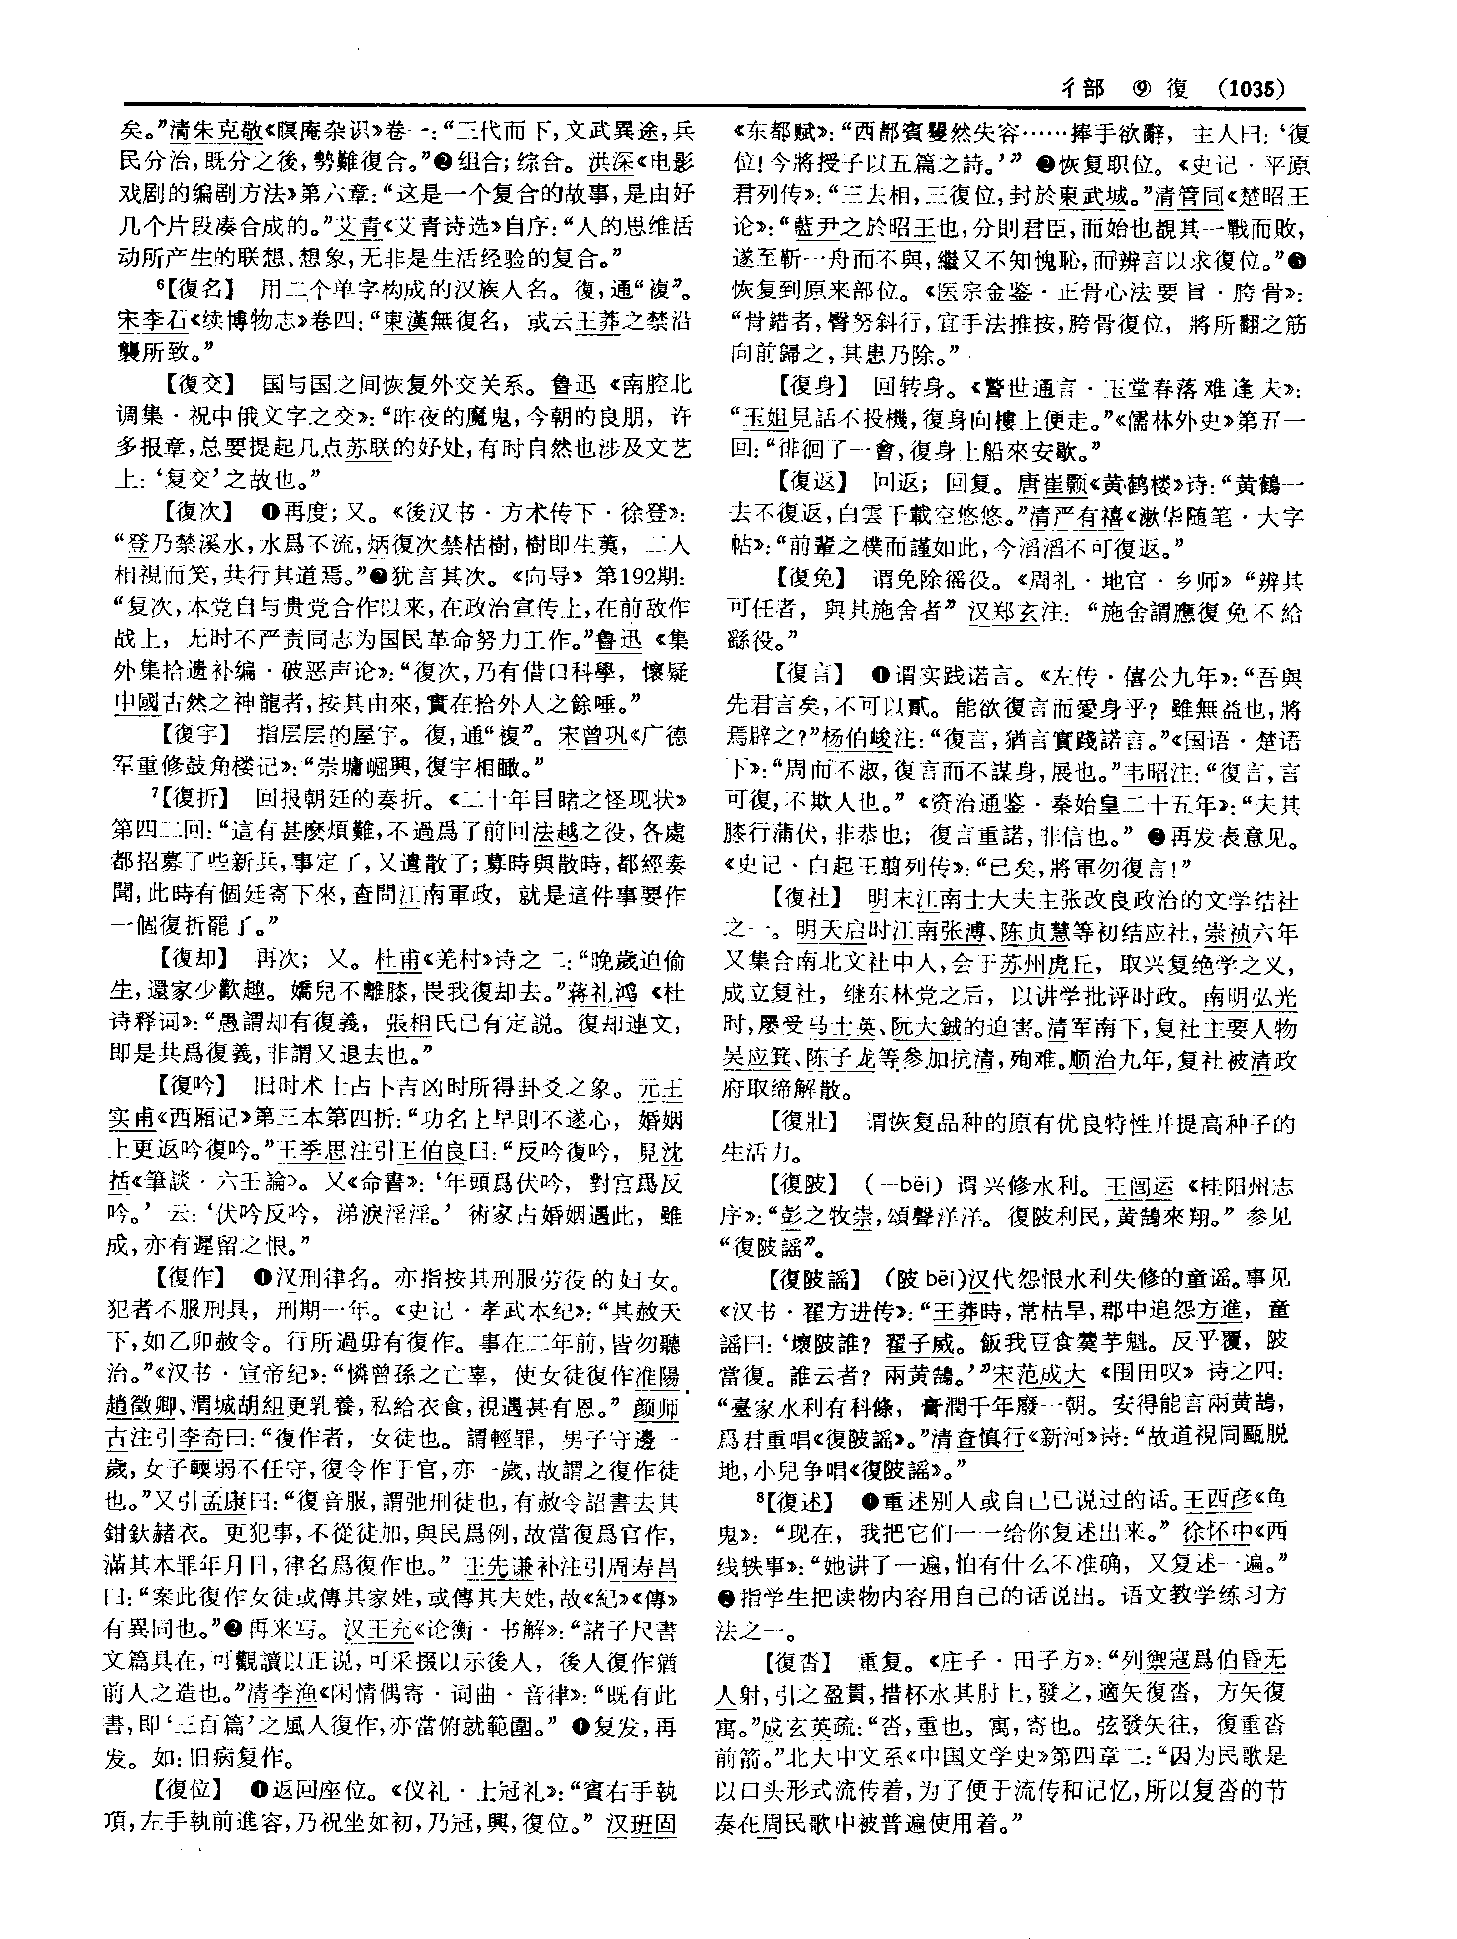 彳部 ⑨ 復 (1035)
矣。”清朱克敬《瞑庵杂识》卷一:“三代而下,文武異途,兵
民分治,既分之後,勢難復合。”❷组合;综合。洪深《电影
戏剧的编剧方法》第六章:“这是一个复合的故事,是由好
几个片段凑合成的。”艾青《艾青诗选》自序:“人的思维活
动所产生的联想、想象,无非是生活经验的复合。”
⁶【復名】 用二个单字构成的汉族人名。復,通“複”。
宋李石《续博物志》卷四:“東漢無復名,或云王莽之禁沿
襲所致。”
【復交】 国与国之间恢复外交关系。鲁迅《南腔北
调集·祝中俄文字之交》:“昨夜的魔鬼,今朝的良朋,许
多报章,总要提起几点苏联的好处,有时自然也涉及文艺
上:‘复交’之故也。”
【復次】 ❶再度;又。《後汉书·方术传下·徐登》:
“登乃禁溪水,水爲不流,炳復次禁枯樹,樹即生荑,二人
相視而笑,共行其道焉。”❷犹言其次。《向导》第192期:
“复次,本党自与贵党合作以来,在政治宣传上,在前敌作
战上,无时不严责同志为国民革命努力工作。”鲁迅《集
外集拾遗补编·破恶声论》:“復次,乃有借口科學,懷疑
中國古然之神龍者,按其由來,實在拾外人之餘唾。”
【復宇】 指层层的屋宇。復,通“複”。宋曾巩《广德
军重修鼓角楼记》:“崇墉崛興,復宇相瞰。”
⁷【復折】 回报朝廷的奏折。《二十年目睹之怪现状》
第四二回:“這有甚麽煩難,不過爲了前回法越之役,各處
都招募了些新兵,事定了,又遣散了;募時與散時,都經奏
聞,此時有個廷寄下來,查問江南軍政,就是這件事要作
一個復折罷了。”
【復却】 再次;又。杜甫《羌村》诗之二:“晚歲迫偷
生,還家少歡趣。嬌兒不離膝,畏我復却去。”蒋礼鸿《杜
诗释词》:“愚謂却有復義,張相氏已有定説。復却連文,
即是共爲復義,非謂又退去也。”
【復吟】 旧时术士占卜吉凶时所得卦爻之象。元王
实甫《西厢记》第三本第四折:“功名上早則不遂心,婚姻
上更返吟復吟。”王季思注引王伯良曰:“反吟復吟,見沈
括《筆談·六壬論》。又《命書》:‘年頭爲伏吟,對宫爲反
吟。’云:‘伏吟反吟,涕淚淫淫。’術家占婚姻遇此,雖
成,亦有遲留之恨。”
【復作】 ❶汉刑律名。亦指按其刑服劳役的妇女。
犯者不服刑具,刑期一年。《史记·孝武本纪》:“其赦天
下,如乙卯赦令。行所過毋有復作。事在二年前,皆勿聽
治。”《汉书·宣帝纪》:“憐曾孫之亡辜,使女徒復作淮陽
趙徵卿、渭城胡組更乳養,私給衣食,視遇甚有恩。”颜师
古注引李奇曰:“復作者,女徒也。謂輕罪,男子守邊一
歲,女子輭弱不任守,復令作于官,亦一歲,故謂之復作徒
也。”又引孟康曰:“復音服,謂弛刑徒也,有赦令詔書去其
鉗釱赭衣。更犯事,不從徒加,與民爲例,故當復爲官作,
滿其本罪年月日,律名爲復作也。”王先谦补注引周寿昌
曰:“案此復作女徒或傳其家姓,或傳其夫姓,故《紀》《傳》
有異同也。”❷再来写。汉王充《论衡·书解》:“諸子尺書
文篇具在,可觀讀以正说,可采掇以示後人,後人復作猶
前人之造也。”清李渔《闲情偶寄·词曲·音律》:“既有此
書,即‘三百篇’之風人復作,亦當俯就範圍。”❶复发,再
发。如:旧病复作。
【復位】 ❶返回座位。《仪礼·士冠礼》:“賓右手執
項,左手執前進容,乃祝坐如初,乃冠,興,復位。”汉班固
《东都赋》:“西都賓矍然失容……捧手欲辭,主人曰:‘復
位!今將授子以五篇之詩。’”❷恢复职位。《史记·平原
君列传》:“三去相,三復位,封於東武城。”清管同《楚昭王
论》:“藍尹之於昭王也,分則君臣,而始也覩其一戰而敗,
遂至靳一舟而不與,繼又不知愧恥,而辨言以求復位。”❸
恢复到原来部位。《医宗金鉴·正骨心法要旨·胯骨》:
“骨錯者,臀努斜行,宜手法推按,胯骨復位,將所翻之筋
向前歸之,其患乃除。”
【復身】 回转身。《警世通言·玉堂春落难逢夫》:
“玉姐見話不投機,復身向樓上便走。”《儒林外史》第五一
回:“徘徊了一會,復身上船來安歇。”
【復返】 回返;回复。唐崔颢《黄鹤楼》诗:“黄鶴一
去不復返,白雲千載空悠悠。”清严有禧《漱华随笔·大字
帖》:“前輩之樸而謹如此,今滔滔不可復返。”
【復免】 谓免除徭役。《周礼·地官·乡师》“辨其
可任者,與其施舍者”汉郑玄注:“施舍謂應復免不給
繇役。”
【復言】 ❶谓实践诺言。《左传·僖公九年》:“吾與
先君言矣,不可以貳。能欲復言而愛身乎?雖無益也,將
焉辟之?”杨伯峻注:“復言,猶言實踐諾言。”《国语·楚语
下》:“周而不淑,復言而不謀身,展也。”韦昭注:“復言,言
可復,不欺人也。”《资治通鉴·秦始皇二十五年》:“夫其
膝行蒲伏,非恭也;復言重諾,非信也。”❷再发表意见。
《史记·白起王翦列传》:“已矣,將軍勿復言!”
【復社】 明末江南士大夫主张改良政治的文学结社
之一。明天启时江南张溥、陈贞慧等初结应社,崇祯六年
又集合南北文社中人,会于苏州虎丘,取兴复绝学之义,
成立复社,继东林党之后,以讲学批评时政。南明弘光
时,屡受马士英、阮大鋮的迫害。清军南下,复社主要人物
吴应箕、陈子龙等参加抗清,殉难。顺治九年,复社被清政
府取缔解散。
【復壯】 谓恢复品种的原有优良特性并提高种子的
生活力。
【復陂】 (一bēi)谓兴修水利。王闿运《桂阳州志
序》:“彭之牧崇,頌聲洋洋。復陂利民,黄鵠來翔。”参见
“復陂謡”。
【復陂謡】 (陂bēi)汉代怨恨水利失修的童谣。事见
《汉书·翟方进传》:“王莽時,常枯旱,郡中追怨方進,童
謡曰:‘壞陂誰?翟子威。飯我豆食羹芋魁。反乎覆,陂
當復。誰云者?兩黄鵠。’”宋范成大《围田叹》诗之四:
“臺家水利有科條,膏潤千年廢一朝。安得能言兩黄鵠,
爲君重唱《復陂謡》。”清查慎行《新河》诗:“故道視同甌脱
地,小兒争唱《復陂謡》。”
⁸【復述】 ❶重述别人或自己已说过的话。王西彦《鱼
鬼》:“现在,我把它们一一给你复述出来。”徐怀中《西
线轶事》:“她讲了一遍,怕有什么不准确,又复述一遍。”
❷指学生把读物内容用自己的话说出。语文教学练习方
法之一。
【復沓】 重复。《庄子·田子方》:“列禦寇爲伯昏无
人射,引之盈貫,措杯水其肘上,發之,適矢復沓,方矢復
寓。”成玄英疏:“沓,重也。寓,寄也。弦發矢往,復重沓
前箭。”北大中文系《中国文学史》第四章二:“因为民歌是
以口头形式流传着,为了便于流传和记忆,所以复沓的节
奏在周民歌中被普遍使用着。”